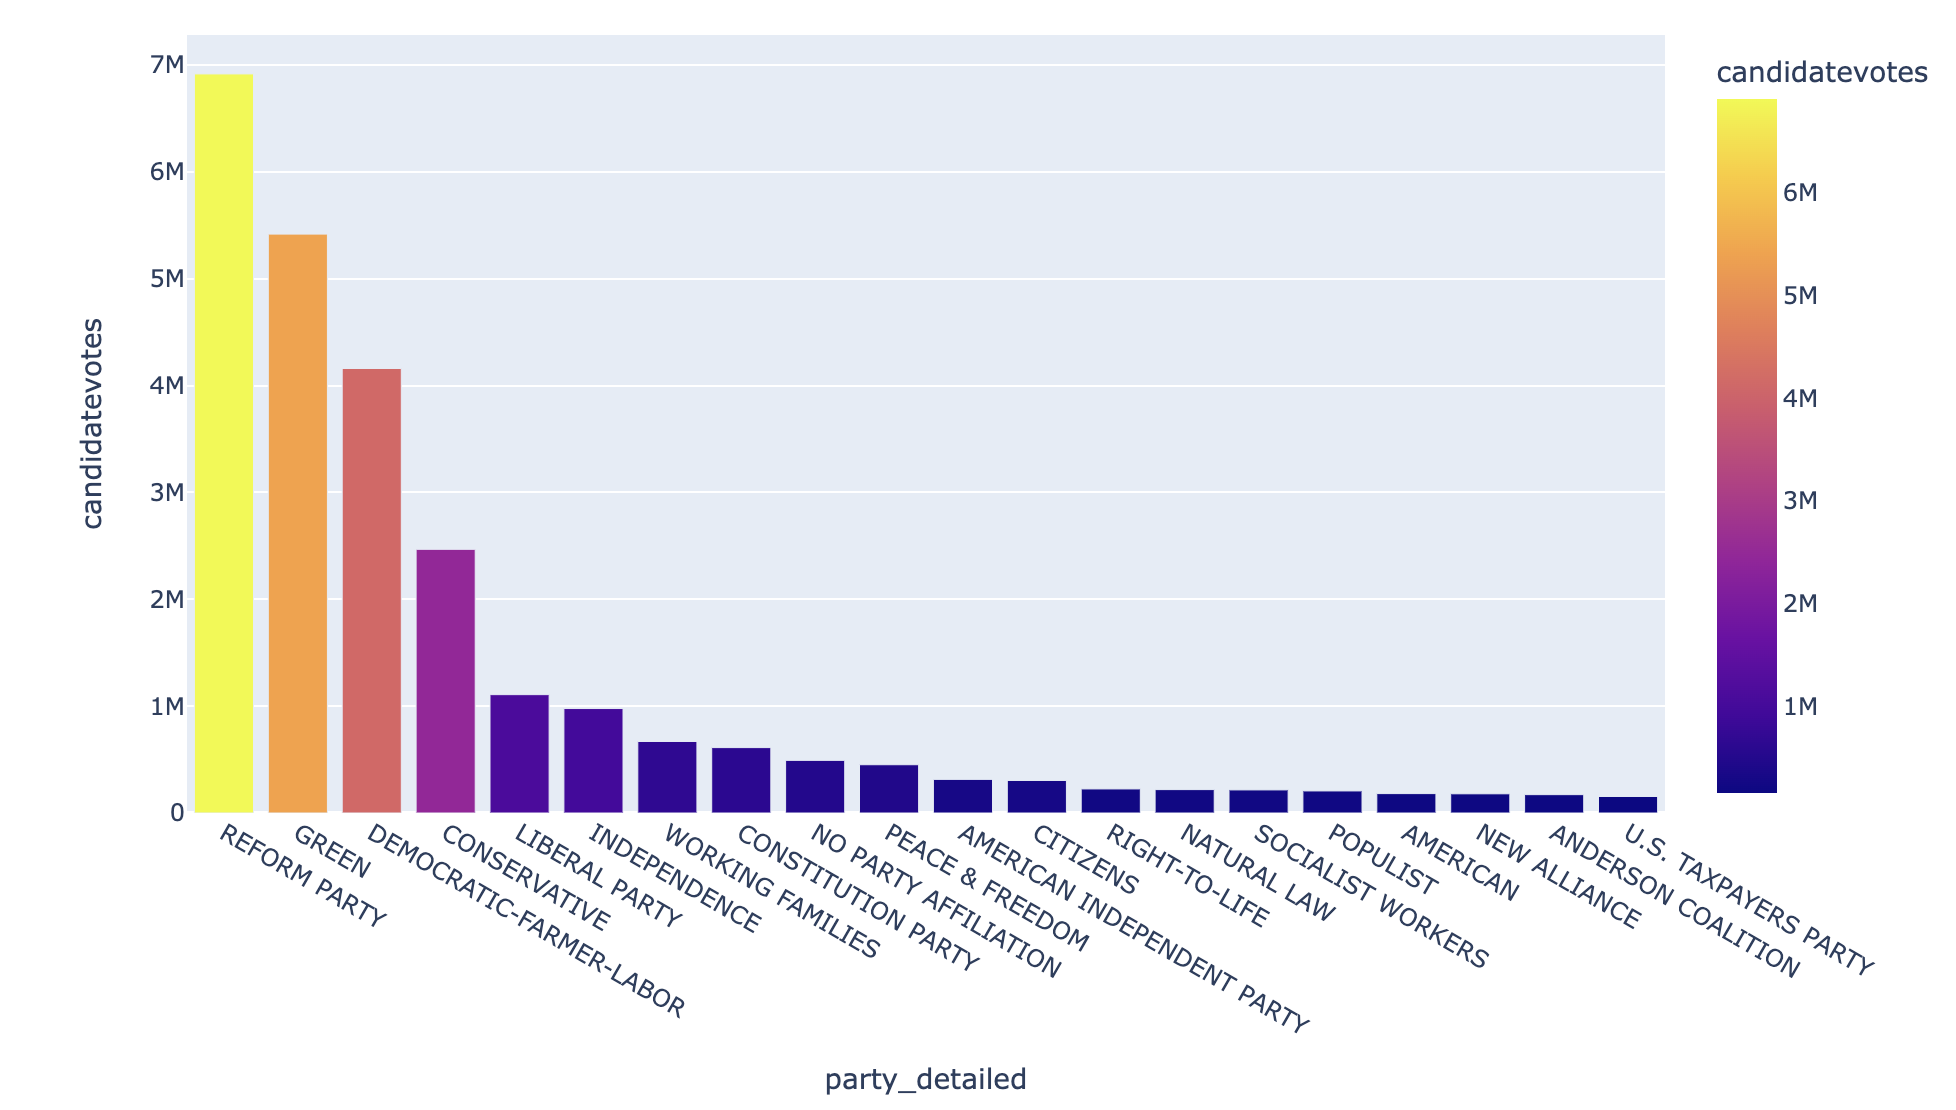 candidatevotes
7M
6M
5M
4M
3M
2M
1M
0
REFORM PARTY
GREEN
DEMOCRATIC-FARMER-LABOR
CONSERVATIVE
LIBERAL PARTY
INDEPENDENCE
WORKING FAMILIES
CONSTITUTION PARTY
NO PARTY AFFILIATION
PEACE & FREEDOM
AMERICAN INDEPENDENT PARTY
CITIZENS
RIGHT-TO-LIFE
NATURAL LAW
SOCIALIST WORKERS
POPULIST
AMERICAN
NEW ALLIANCE
ANDERSON COALITION
U.S. TAXPAYERS PARTY
party_detailed
candidatevotes
6M
5M
4M
3M
2M
1M